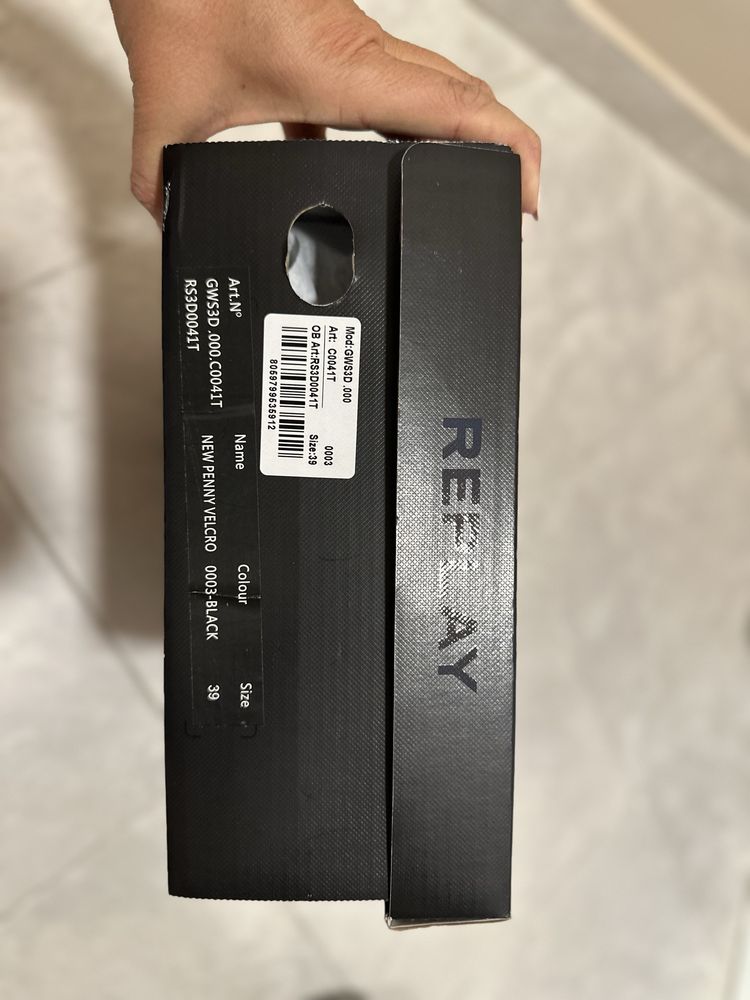 REPLAY
Mod:GWS3D .000
Art: C0041T 0003
OB Art:RS3D0041T Size:39
8059799535912
Art.N° Name Colour Size
GWS3D .000.C0041T NEW PENNY VELCRO 0003-BLACK 39
RS3D0041T